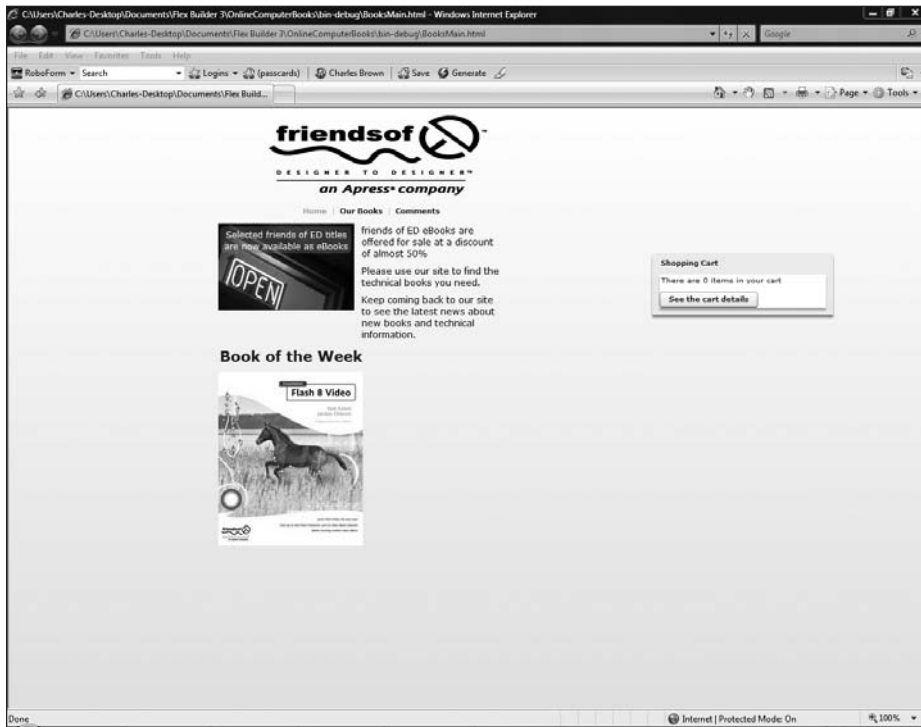 C:\Users\Charles-Desktop\Documents\Flex Builder 3\OnlineComputerBooks\bin-debug\BooksMain.html - Windows Internet Explorer
C:\Users\Charles-Desktop\Documents\Flex Builder 3\OnlineComputerBooks\bin-debug\BooksMain.html
Google
File Edit View Favorites Tools Help
RoboForm Search Logins (passcards) Charles Brown Save Generate
C:\Users\Charles-Desktop\Documents\Flex Build...
Page Tools
friendsof
DESIGNER TO DESIGNER™
an Apress® company
Home | Our Books | Comments
Selected friends of ED titles
are now available as eBooks
OPEN
friends of ED eBooks are
offered for sale at a discount
of almost 50%
Please use our site to find the
technical books you need.
Keep coming back to our site
to see the latest news about
new books and technical
information.
Shopping Cart
There are 0 items in your cart
See the cart details
Book of the Week
Flash 8 Video
Done
Internet | Protected Mode: On
100%